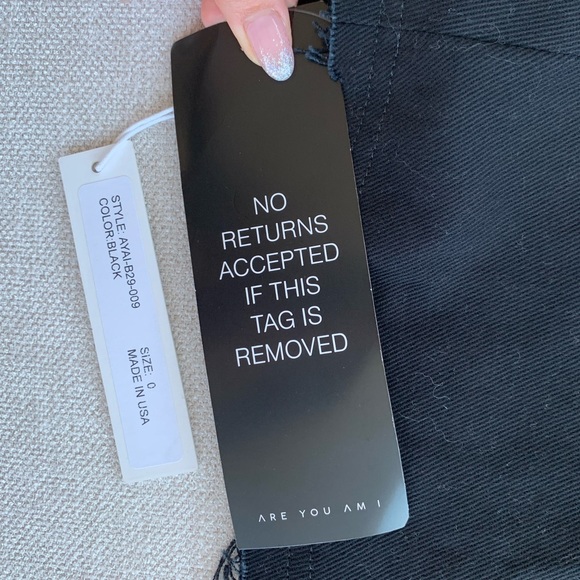 STYLE: AYAI-B29-009
COLOR:BLACK
SIZE: 0
MADE IN USA
NO
RETURNS
ACCEPTED
IF THIS
TAG IS
REMOVED
ARE YOU AM I